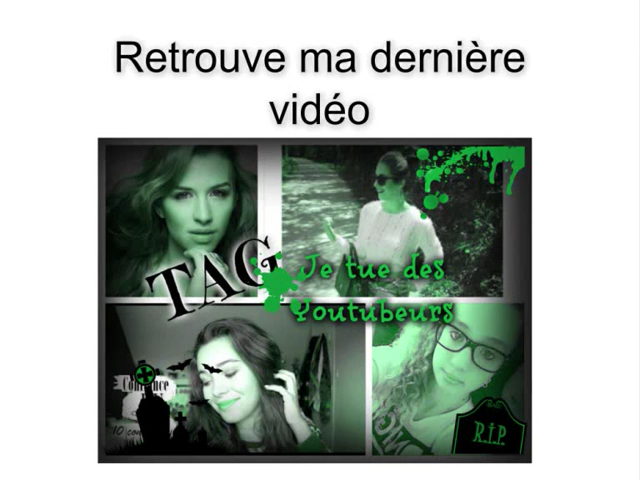 Retrouve ma dernière
vidéo
TAG
Je tue des
Youtubeurs
R.I.P.